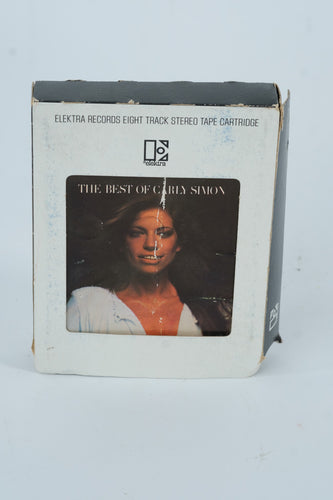 ELEKTRA RECORDS EIGHT TRACK STEREO TAPE CARTRIDGE
elektra
THE BEST OF CARLY SIMON